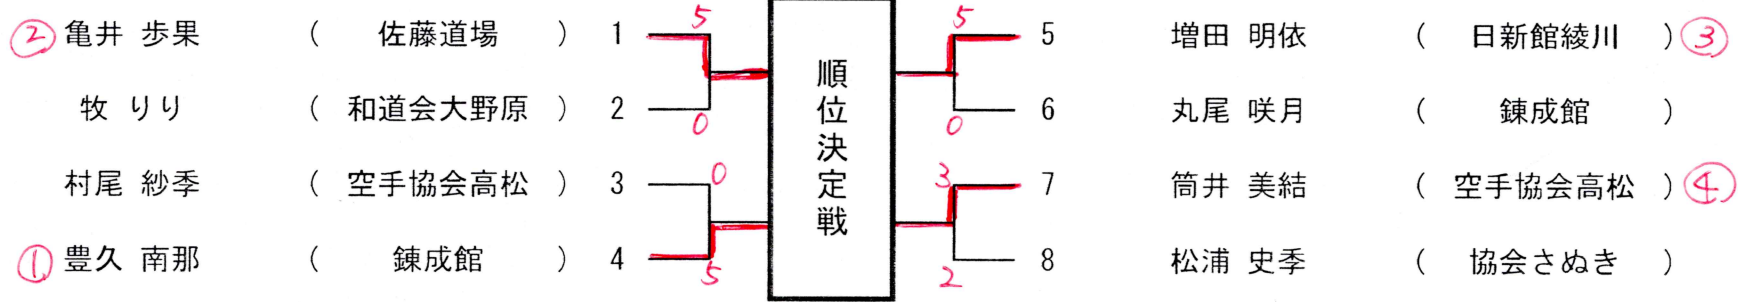 5 5
② 亀井 歩果 ( 佐藤道場 ) 1 5 増田 明依 ( 日新館綾川 ) ③
牧 りり ( 和道会大野原 ) 2 6 丸尾 咲月 ( 錬成館 )
0 0
順位決定戦
0 3
村尾 紗季 ( 空手協会高松 ) 3 7 筒井 美結 ( 空手協会高松 ) ④
① 豊久 南那 ( 錬成館 ) 4 8 松浦 史季 ( 協会さぬき )
5 2